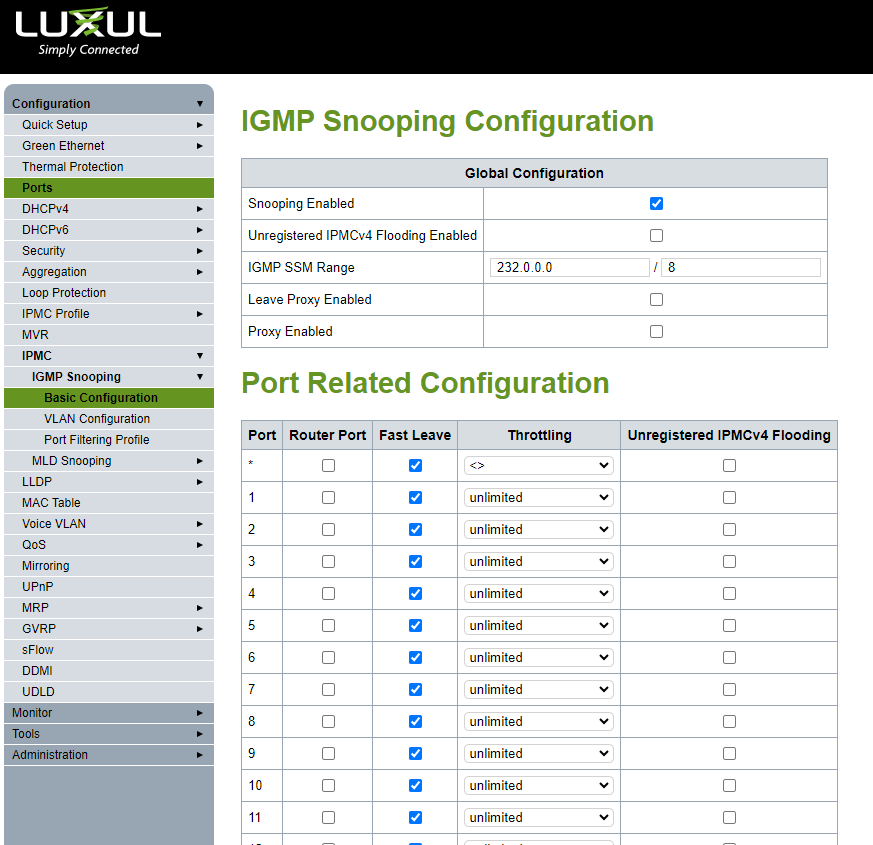 LUXUL
Simply Connected
Configuration
Quick Setup
Green Ethernet
Thermal Protection
Ports
DHCPv4
DHCPv6
Security
Aggregation
Loop Protection
IPMC Profile
MVR
IPMC
IGMP Snooping
Basic Configuration
VLAN Configuration
Port Filtering Profile
MLD Snooping
LLDP
MAC Table
Voice VLAN
QoS
Mirroring
UPnP
MRP
GVRP
sFlow
DDMI
UDLD
Monitor
Tools
Administration
IGMP Snooping Configuration
Global Configuration
Snooping Enabled
Unregistered IPMCv4 Flooding Enabled
IGMP SSM Range 232.0.0.0 / 8
Leave Proxy Enabled
Proxy Enabled
Port Related Configuration
Port Router Port Fast Leave Throttling Unregistered IPMCv4 Flooding
* <>
1 unlimited
2 unlimited
3 unlimited
4 unlimited
5 unlimited
6 unlimited
7 unlimited
8 unlimited
9 unlimited
10 unlimited
11 unlimited